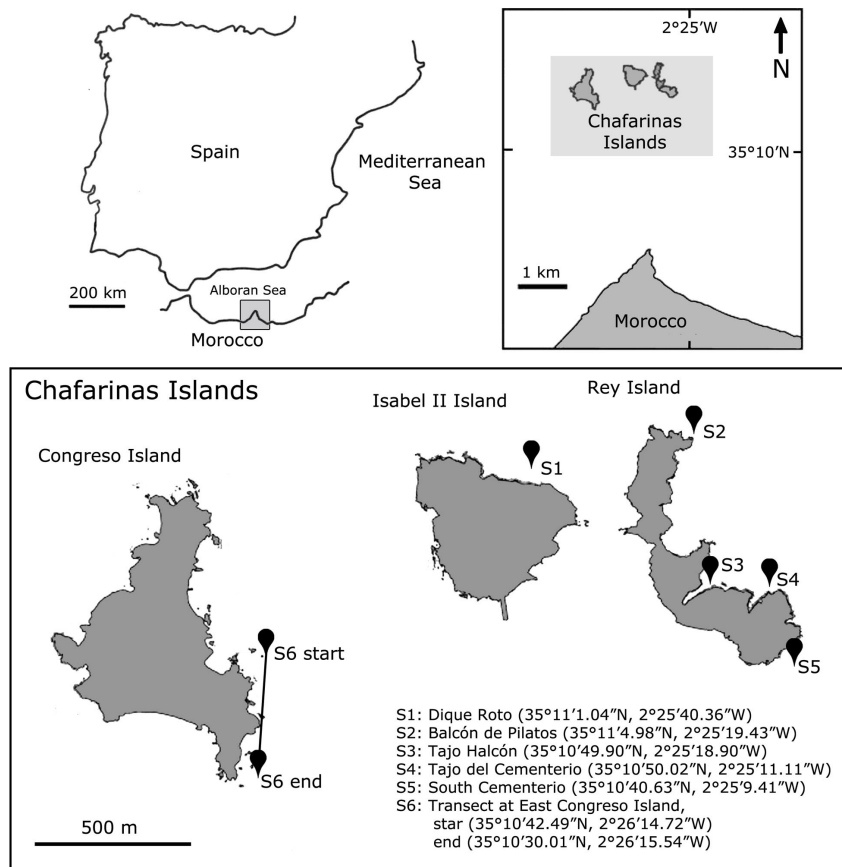 Spain
Mediterranean
Sea
200 km
Alboran Sea
Morocco
2°25′W
N
Chafarinas
Islands
35°10′N
1 km
Morocco
Chafarinas Islands
Congreso Island
Isabel II Island
Rey Island
S1
S2
S3
S4
S5
S6 start
S6 end
500 m
S1: Dique Roto (35°11’1.04”N, 2°25’40.36”W)
S2: Balcón de Pilatos (35°11’4.98”N, 2°25’19.43”W)
S3: Tajo Halcón (35°10’49.90”N, 2°25’18.90”W)
S4: Tajo del Cementerio (35°10’50.02”N, 2°25’11.11”W)
S5: South Cementerio (35°10’40.63”N, 2°25’9.41”W)
S6: Transect at East Congreso Island,
star (35°10’42.49”N, 2°26’14.72”W)
end (35°10’30.01”N, 2°26’15.54”W)